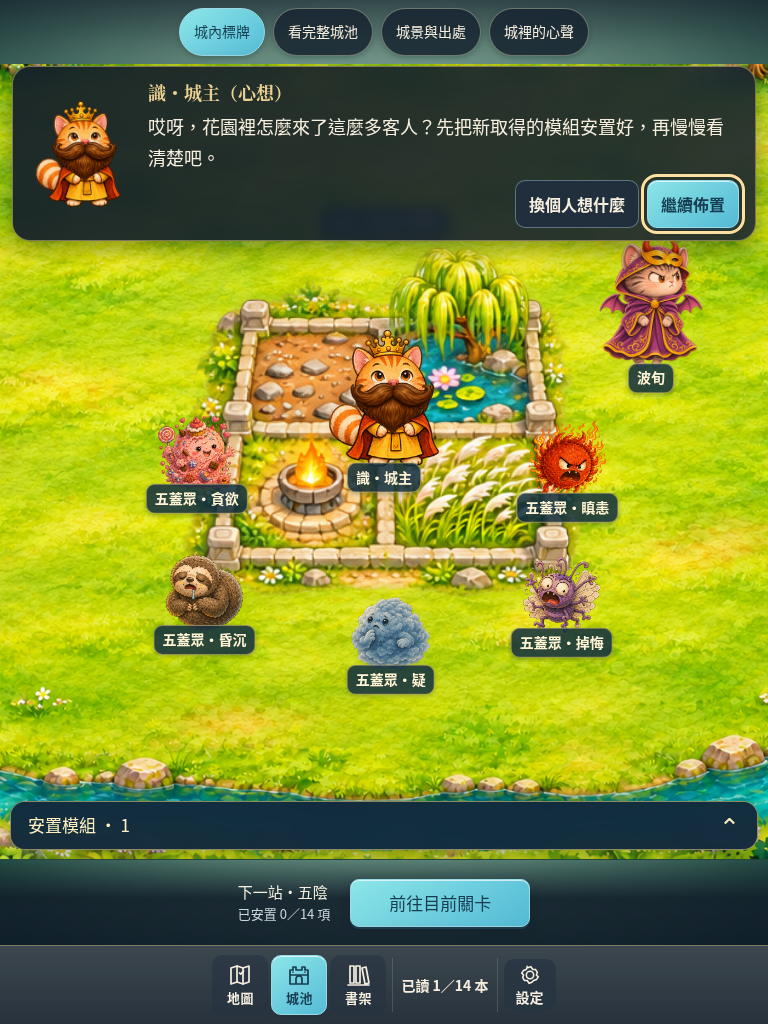 城內標牌
看完整城池
城景與出處
城裡的心聲
識・城主（心想）
哎呀，花園裡怎麼來了這麼多客人？先把新取得的模組安置好，再慢慢看
清楚吧。
換個人想什麼
繼續佈置
波旬
識・城主
五蓋眾・貪欲
五蓋眾・瞋恚
五蓋眾・昏沉
五蓋眾・掉悔
五蓋眾・疑
安置模組 · 1
下一站・五陰
已安置 0／14 項
前往目前關卡
地圖
城池
書架
已讀 1／14 本
設定